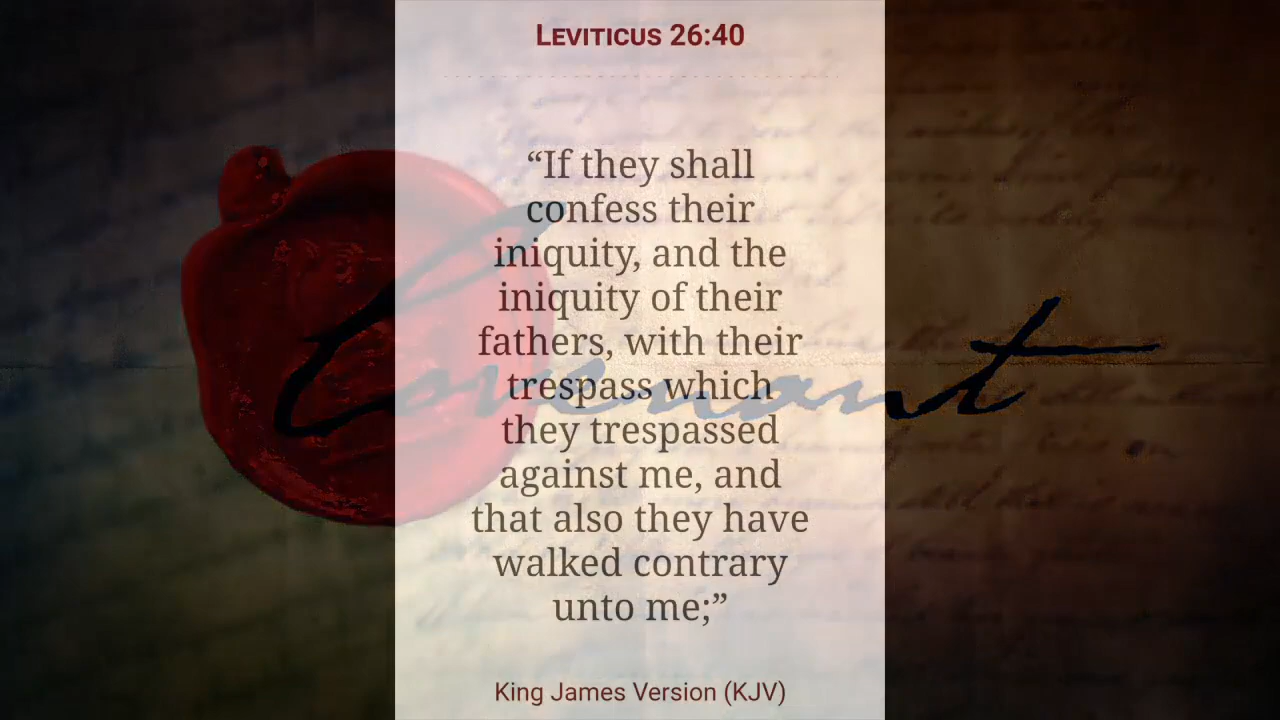 LEVITICUS 26:40
“If they shall
confess their
iniquity, and the
iniquity of their
fathers, with their
trespass which
they trespassed
against me, and
that also they have
walked contrary
unto me;”
Covenant
King James Version (KJV)